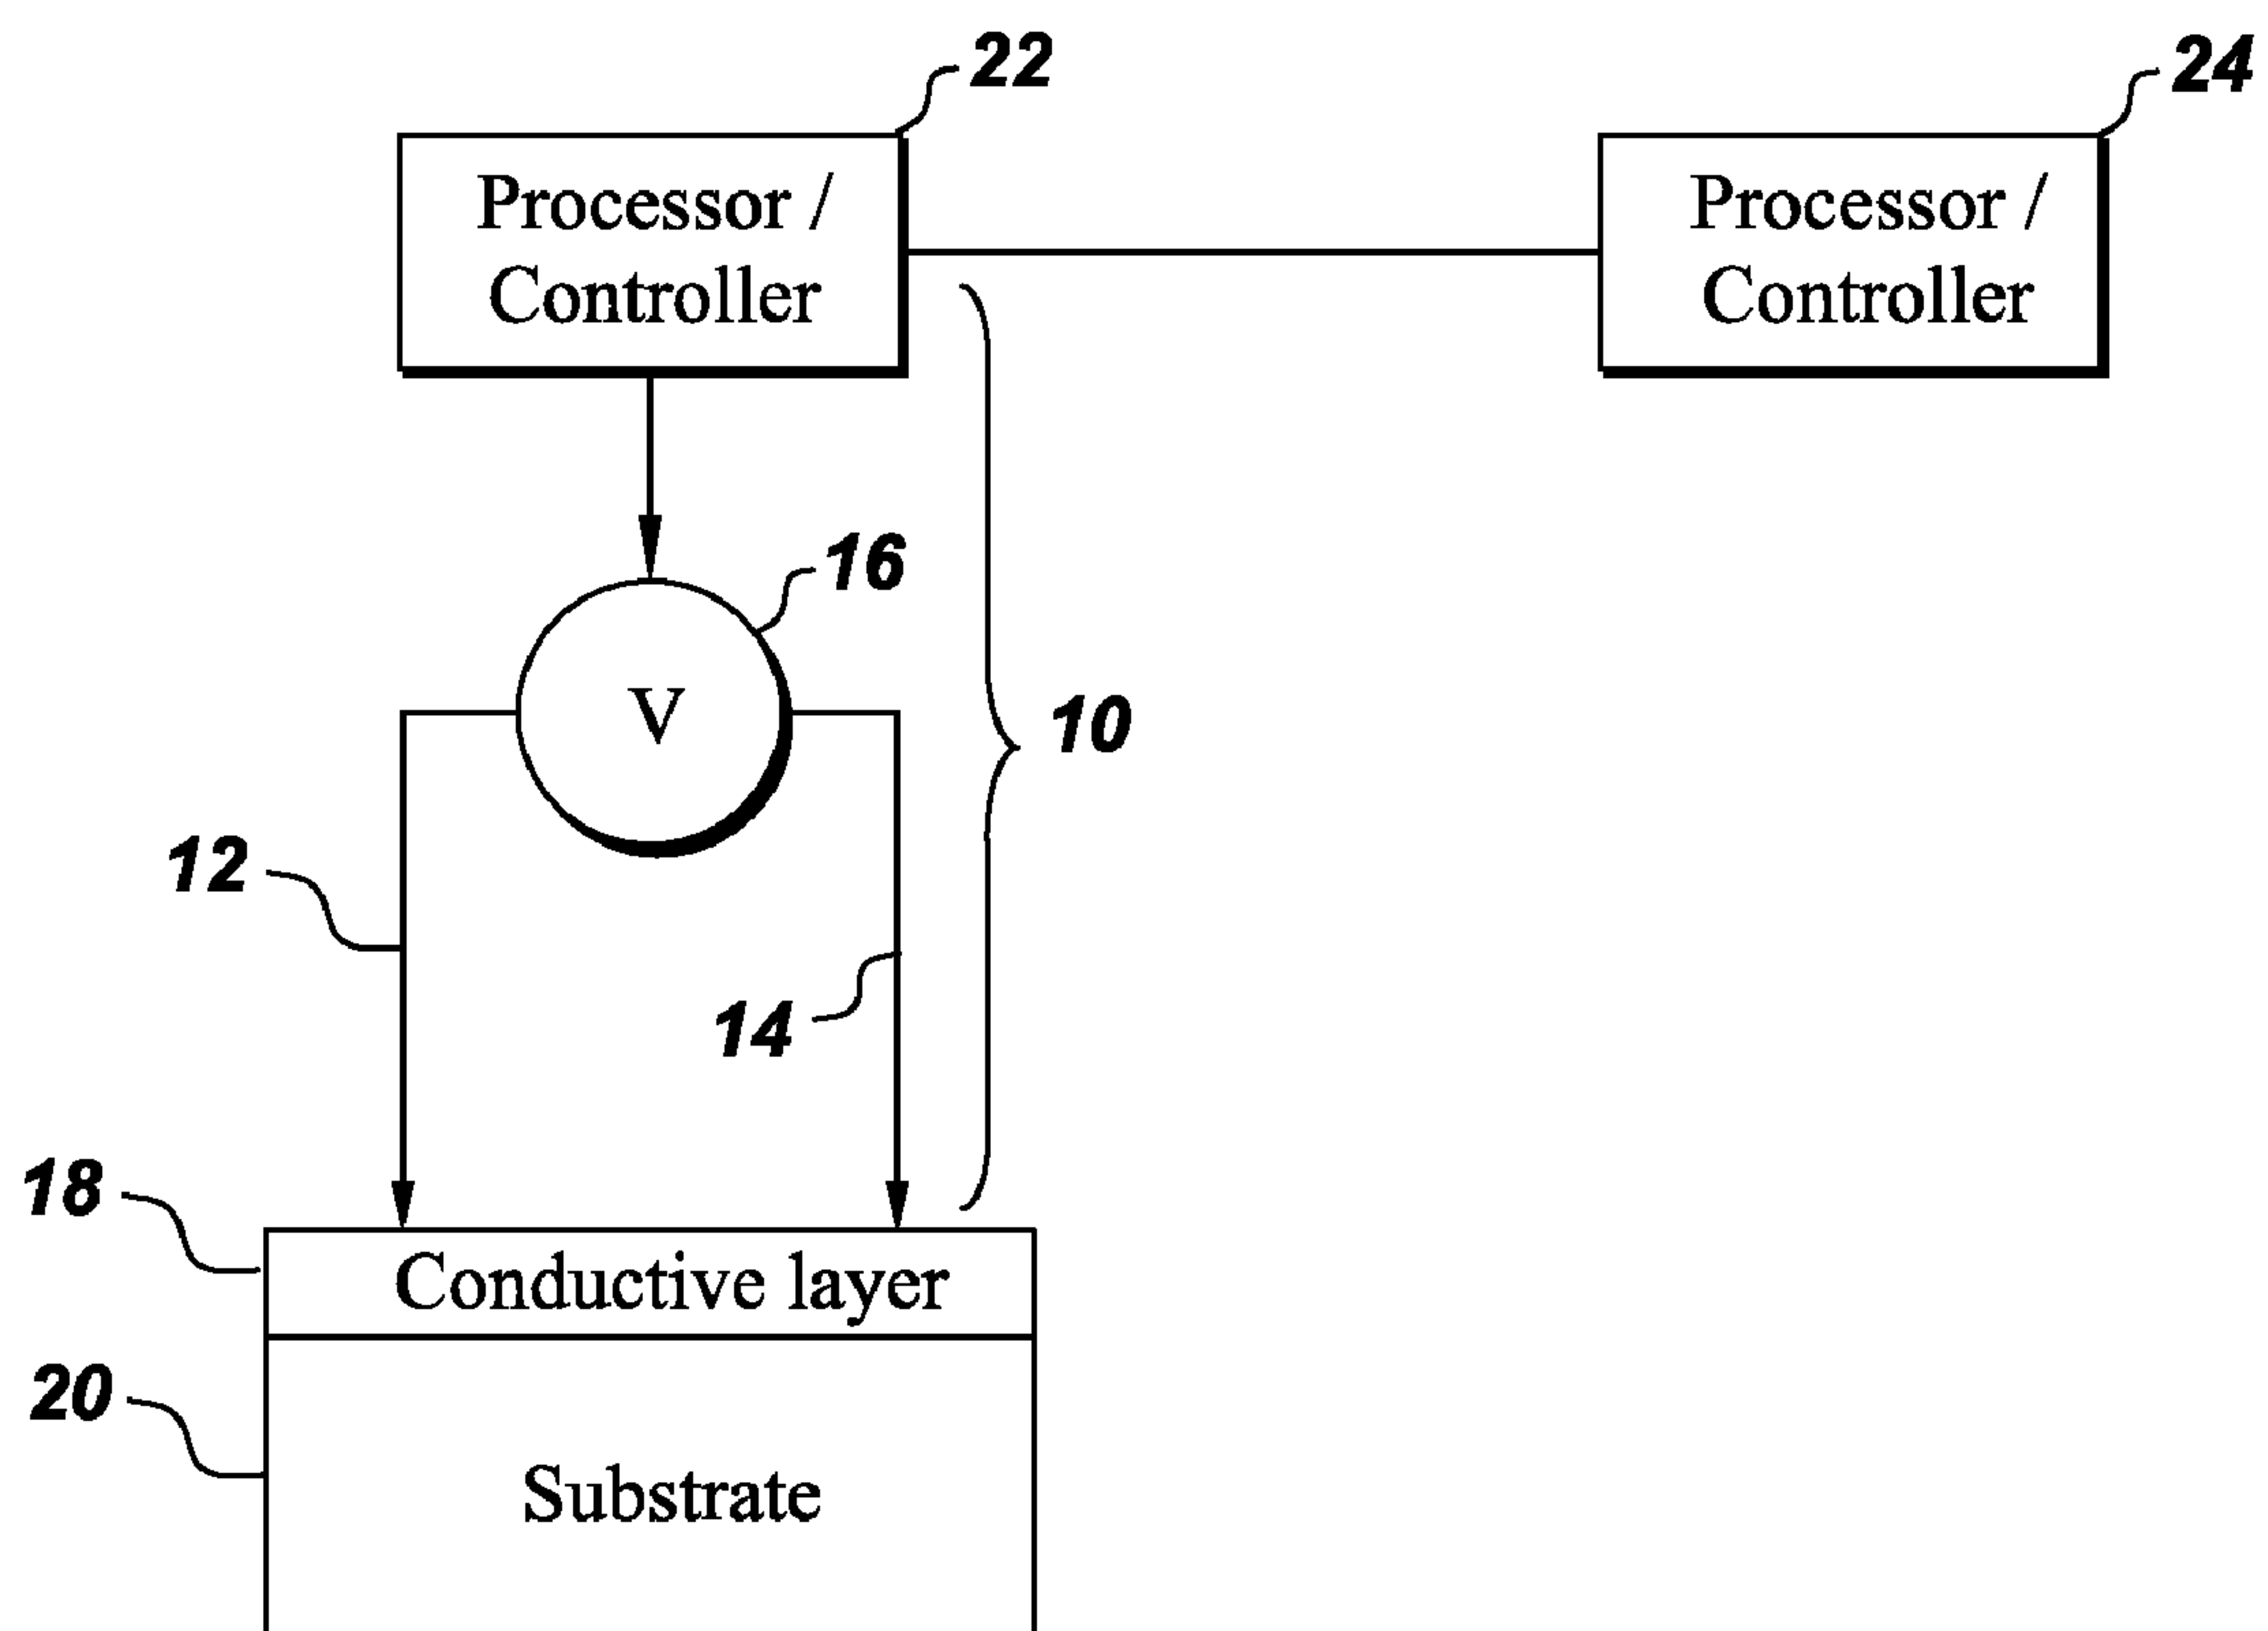 22
24
Processor /
Controller
Processor /
Controller
16
V
10
12
14
18
Conductive layer
20
Substrate